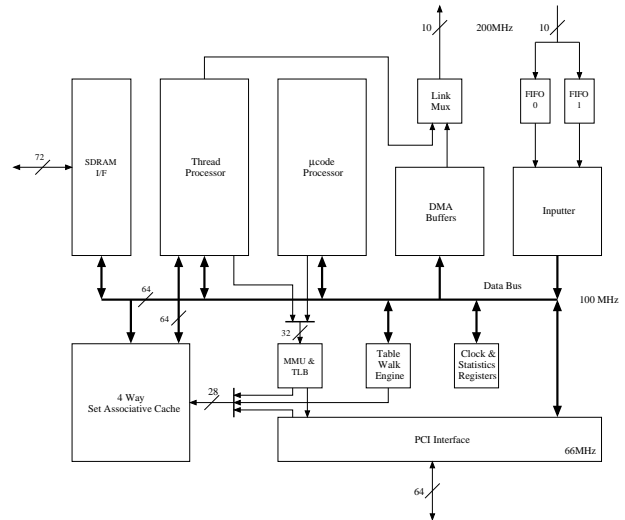 10
200MHz
10
Link
Mux
FIFO
0
FIFO
1
72
SDRAM
I/F
Thread
Processor
μcode
Processor
DMA
Buffers
Inputter
64
Data Bus
100 MHz
64
32
4 Way
Set Associative Cache
28
MMU &
TLB
Table
Walk
Engine
Clock &
Statistics
Registers
PCI Interface
66MHz
64